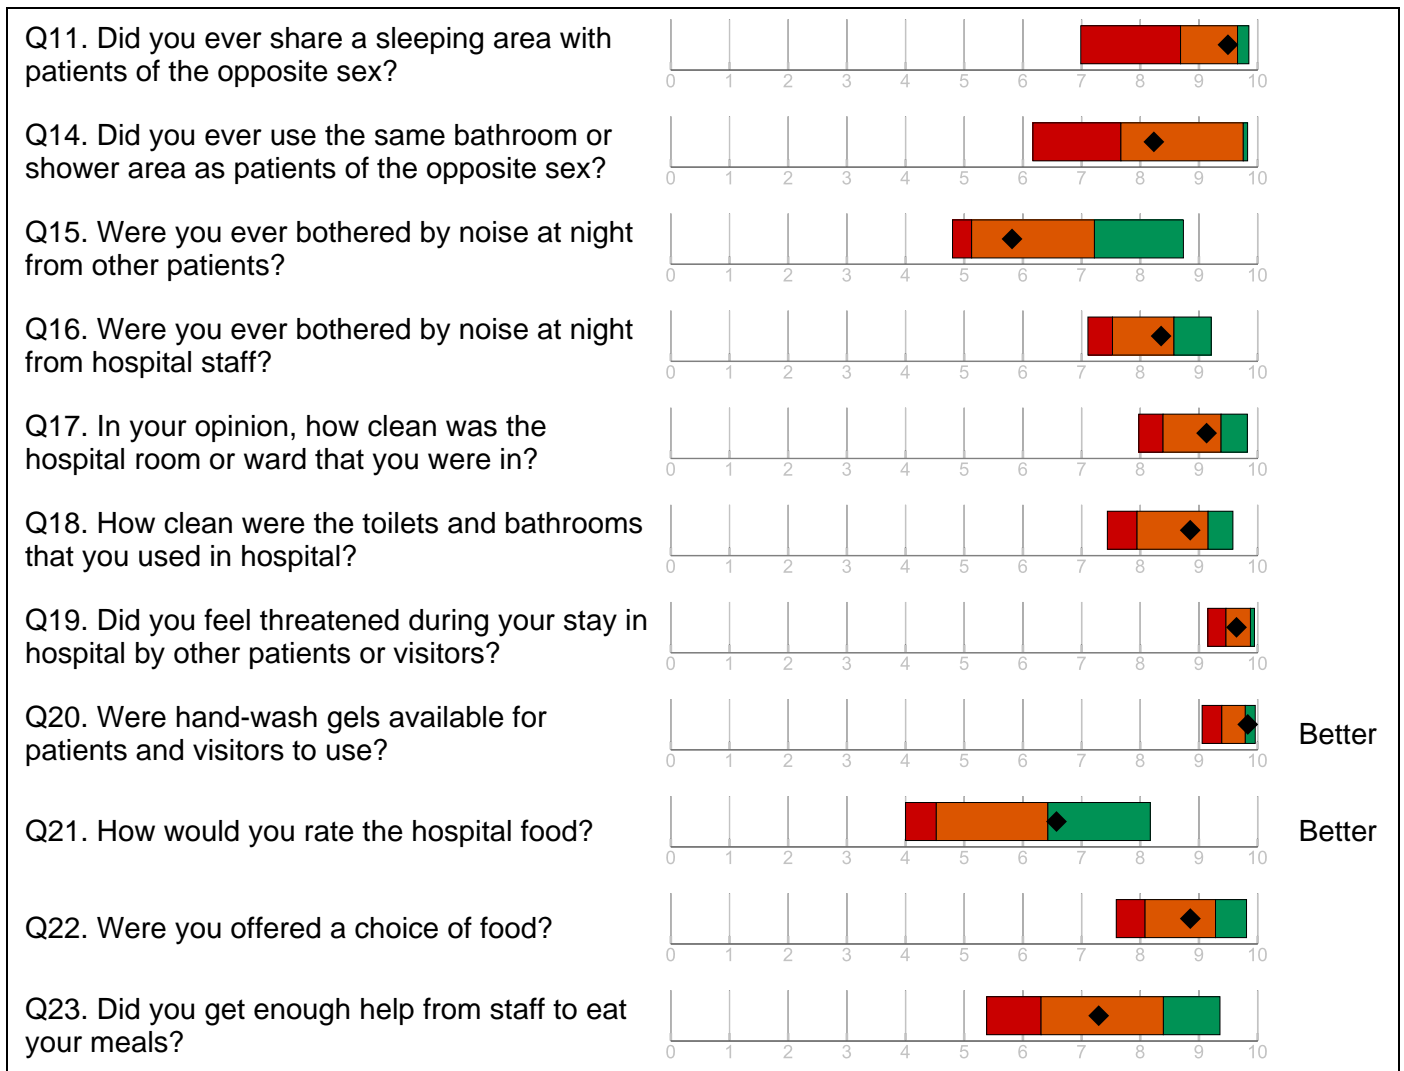 Q11. Did you ever share a sleeping area with
patients of the opposite sex?
0 1 2 3 4 5 6 7 8 9 10
Q14. Did you ever use the same bathroom or
shower area as patients of the opposite sex?
0 1 2 3 4 5 6 7 8 9 10
Q15. Were you ever bothered by noise at night
from other patients?
0 1 2 3 4 5 6 7 8 9 10
Q16. Were you ever bothered by noise at night
from hospital staff?
0 1 2 3 4 5 6 7 8 9 10
Q17. In your opinion, how clean was the
hospital room or ward that you were in?
0 1 2 3 4 5 6 7 8 9 10
Q18. How clean were the toilets and bathrooms
that you used in hospital?
0 1 2 3 4 5 6 7 8 9 10
Q19. Did you feel threatened during your stay in
hospital by other patients or visitors?
0 1 2 3 4 5 6 7 8 9 10
Q20. Were hand-wash gels available for
patients and visitors to use?
Better
0 1 2 3 4 5 6 7 8 9 10
Q21. How would you rate the hospital food?
Better
0 1 2 3 4 5 6 7 8 9 10
Q22. Were you offered a choice of food?
0 1 2 3 4 5 6 7 8 9 10
Q23. Did you get enough help from staff to eat
your meals?
0 1 2 3 4 5 6 7 8 9 10